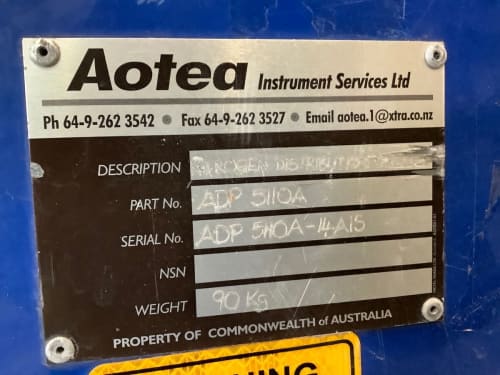 Aotea Instrument Services Ltd
Ph 64-9-262 3542 • Fax 64-9-262 3527 • Email aotea.1@xtra.co.nz
DESCRIPTION
PART No. ADP 5110A
SERIAL No. ADP 5110A-14A15
NSN
WEIGHT 90 Kg
PROPERTY OF COMMONWEALTH of AUSTRALIA